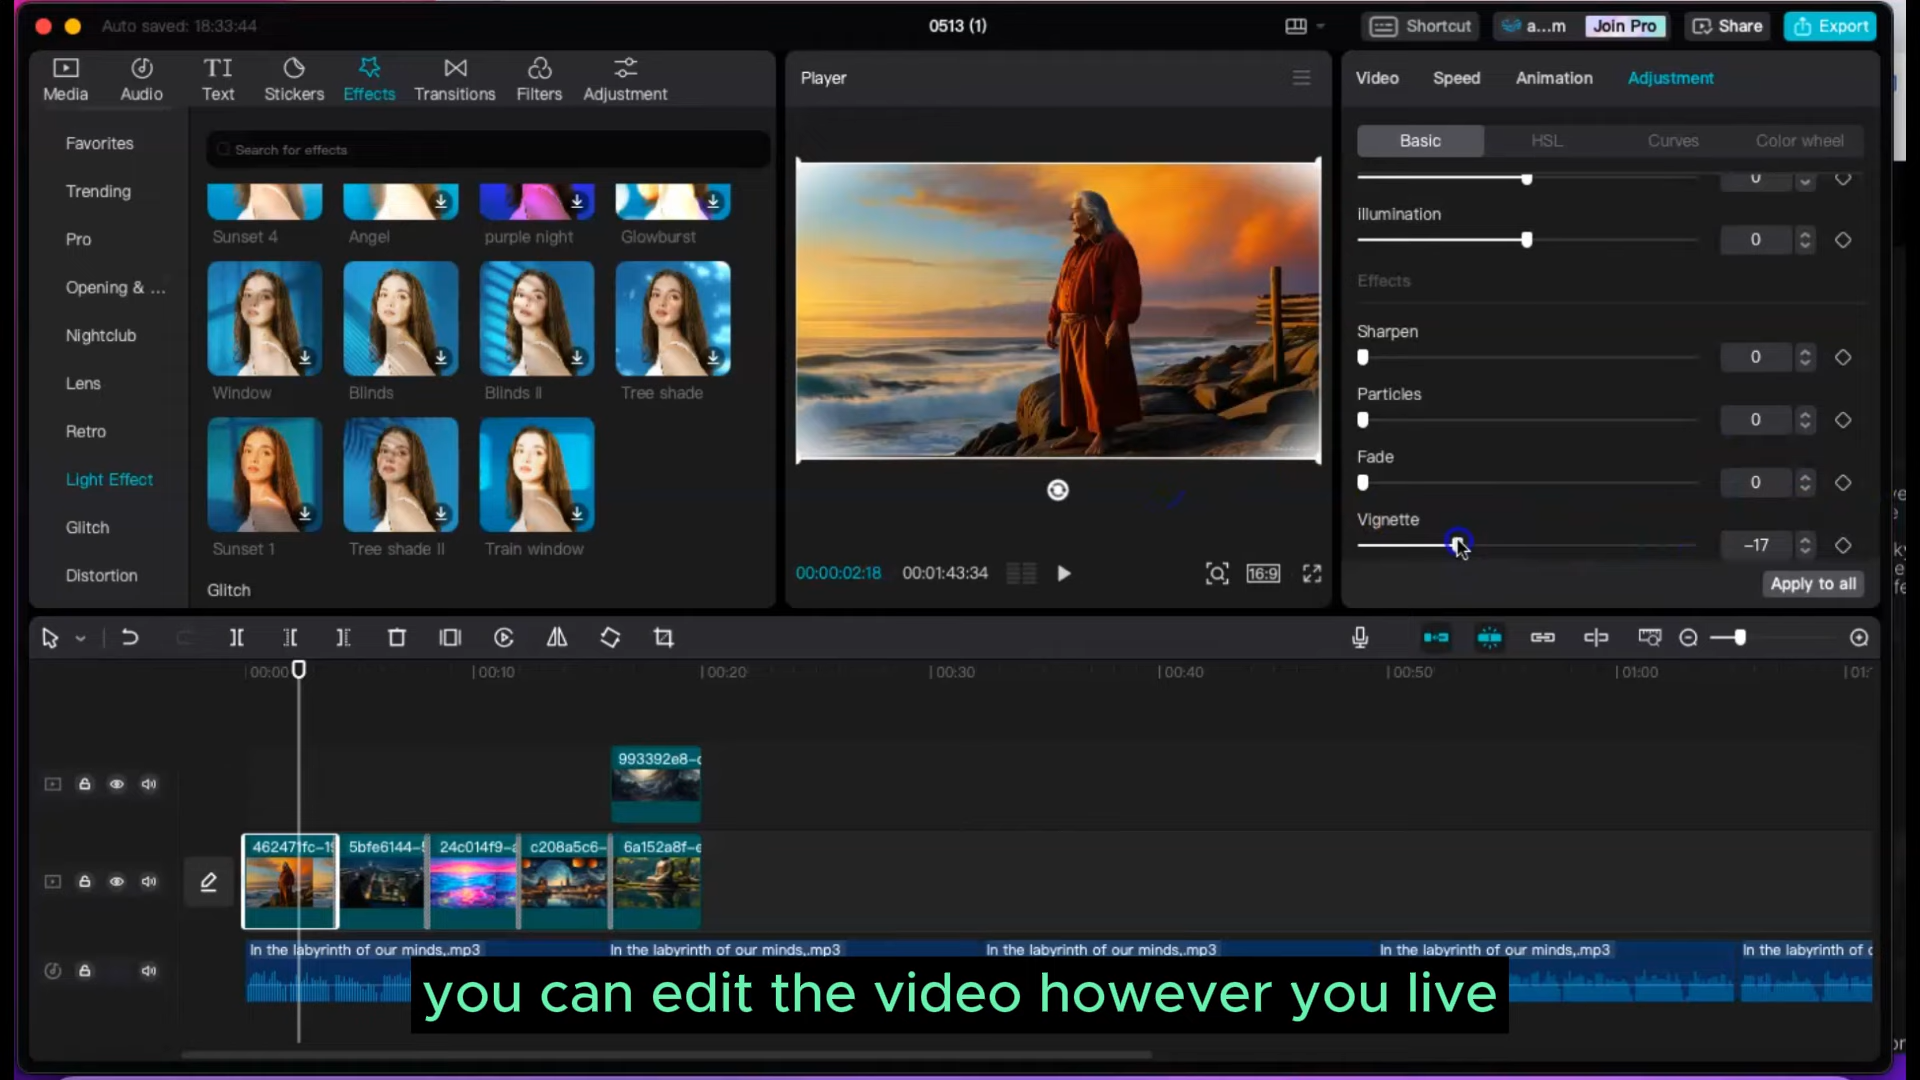 Auto saved: 18:33:44
0513 (1)
Shortcut
a...m
Join Pro
Share
Export
Media
Audio
TI
Text
Stickers
Effects
Transitions
Filters
Adjustment
Player
Video
Speed
Animation
Adjustment
Favorites
Trending
Pro
Opening & ...
Nightclub
Lens
Retro
Light Effect
Glitch
Distortion
Search for effects
Sunset 4
Angel
purple night
Glowburst
Window
Blinds
Blinds II
Tree shade
Sunset 1
Tree shade II
Train window
Glitch
00:00:02:18
00:01:43:34
16:9
Basic
HSL
Curves
Color wheel
0
Illumination
0
Effects
Sharpen
0
Particles
0
Fade
0
Vignette
-17
Apply to all
00:00
00:10
00:20
00:30
00:40
00:50
01:00
01:
993392e8-
462471fc-
5bfe6144-
24c014f9-
c208a5c6-
6a152a8f-
In the labyrinth of our minds,.mp3
In the labyrinth of our minds,.mp3
In the labyrinth of our minds,.mp3
In the labyrinth of our minds,.mp3
In the labyrinth of
you can edit the video however you live